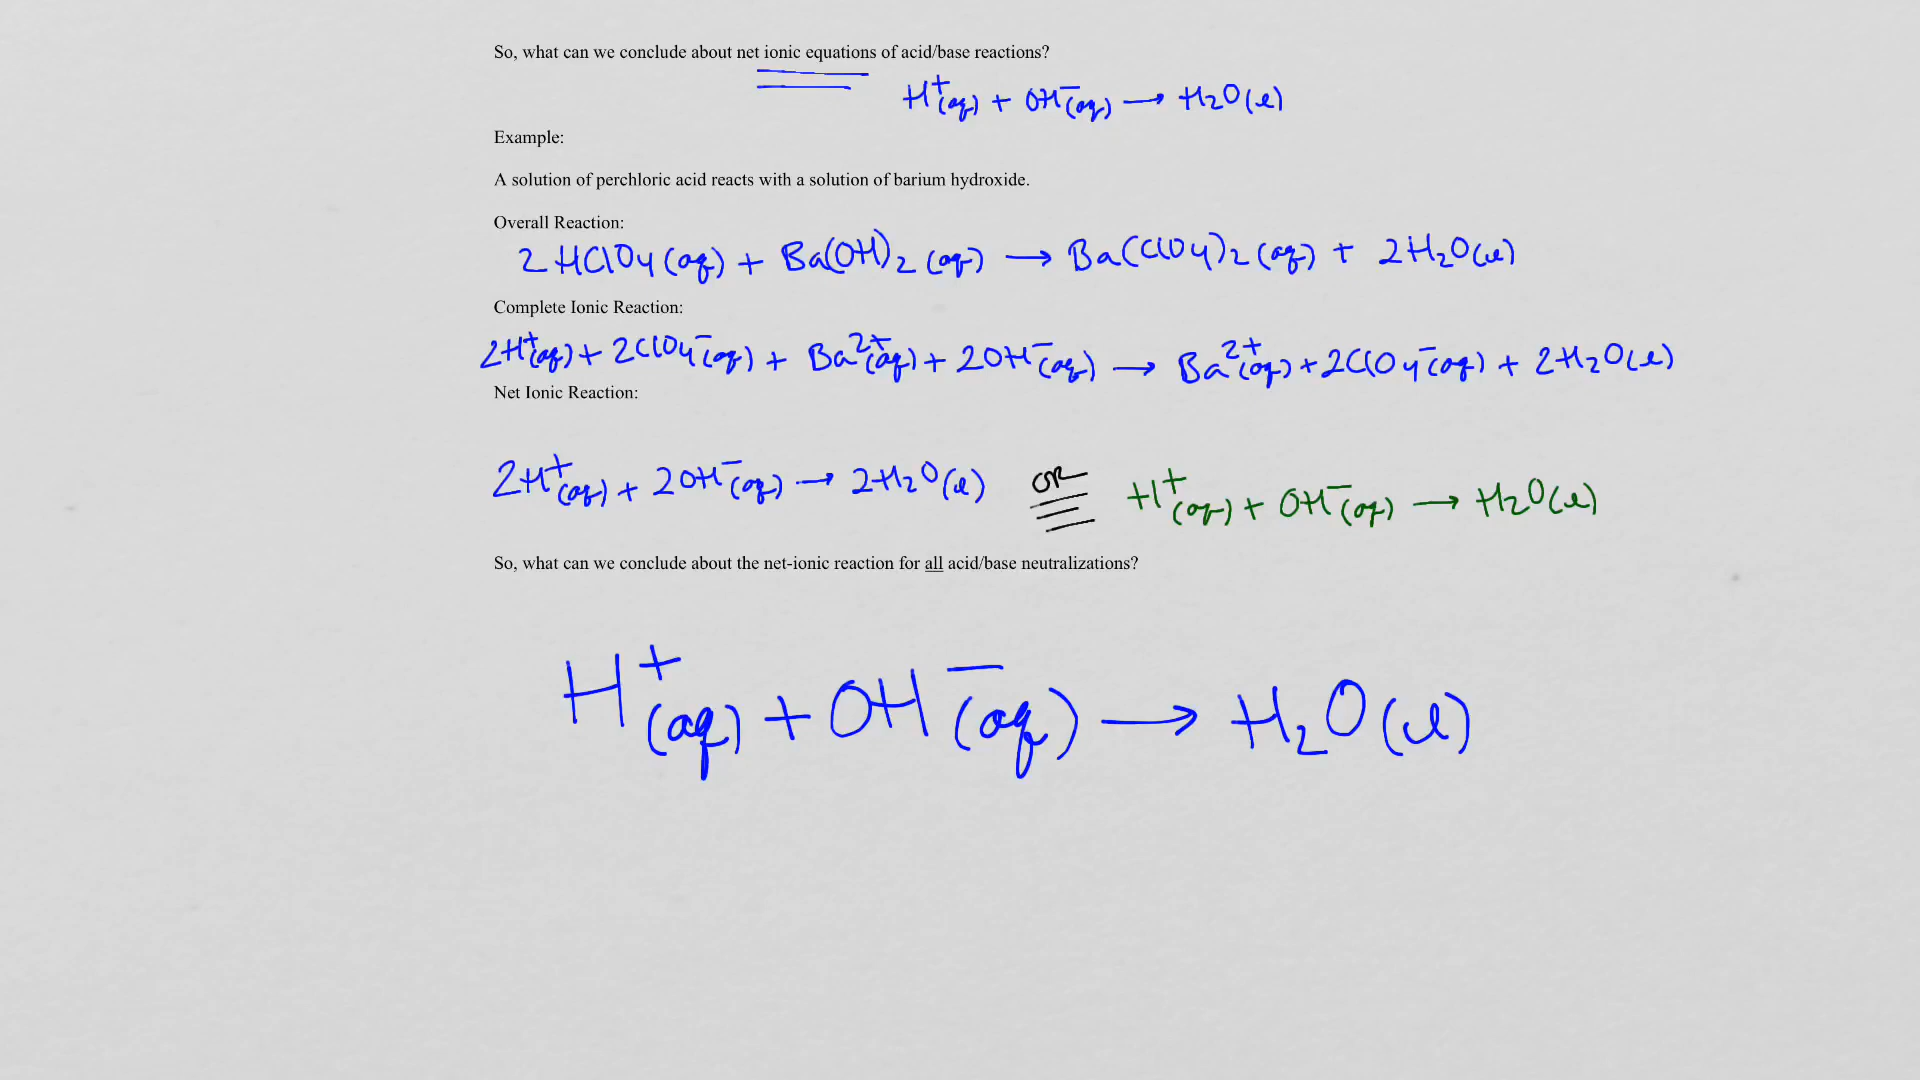 So, what can we conclude about net ionic equations of acid/base reactions?
H⁺(aq) + OH⁻(aq) → H₂O(l)
Example:
A solution of perchloric acid reacts with a solution of barium hydroxide.
Overall Reaction:
2 HClO₄(aq) + Ba(OH)₂(aq) → Ba(ClO₄)₂(aq) + 2H₂O(l)
Complete Ionic Reaction:
2H⁺(aq) + 2ClO₄⁻(aq) + Ba²⁺(aq) + 2OH⁻(aq) → Ba²⁺(aq) + 2ClO₄⁻(aq) + 2H₂O(l)
Net Ionic Reaction:
2H⁺(aq) + 2OH⁻(aq) → 2H₂O(l) OR H⁺(aq) + OH⁻(aq) → H₂O(l)
So, what can we conclude about the net-ionic reaction for all acid/base neutralizations?
H⁺(aq) + OH⁻(aq) → H₂O(l)